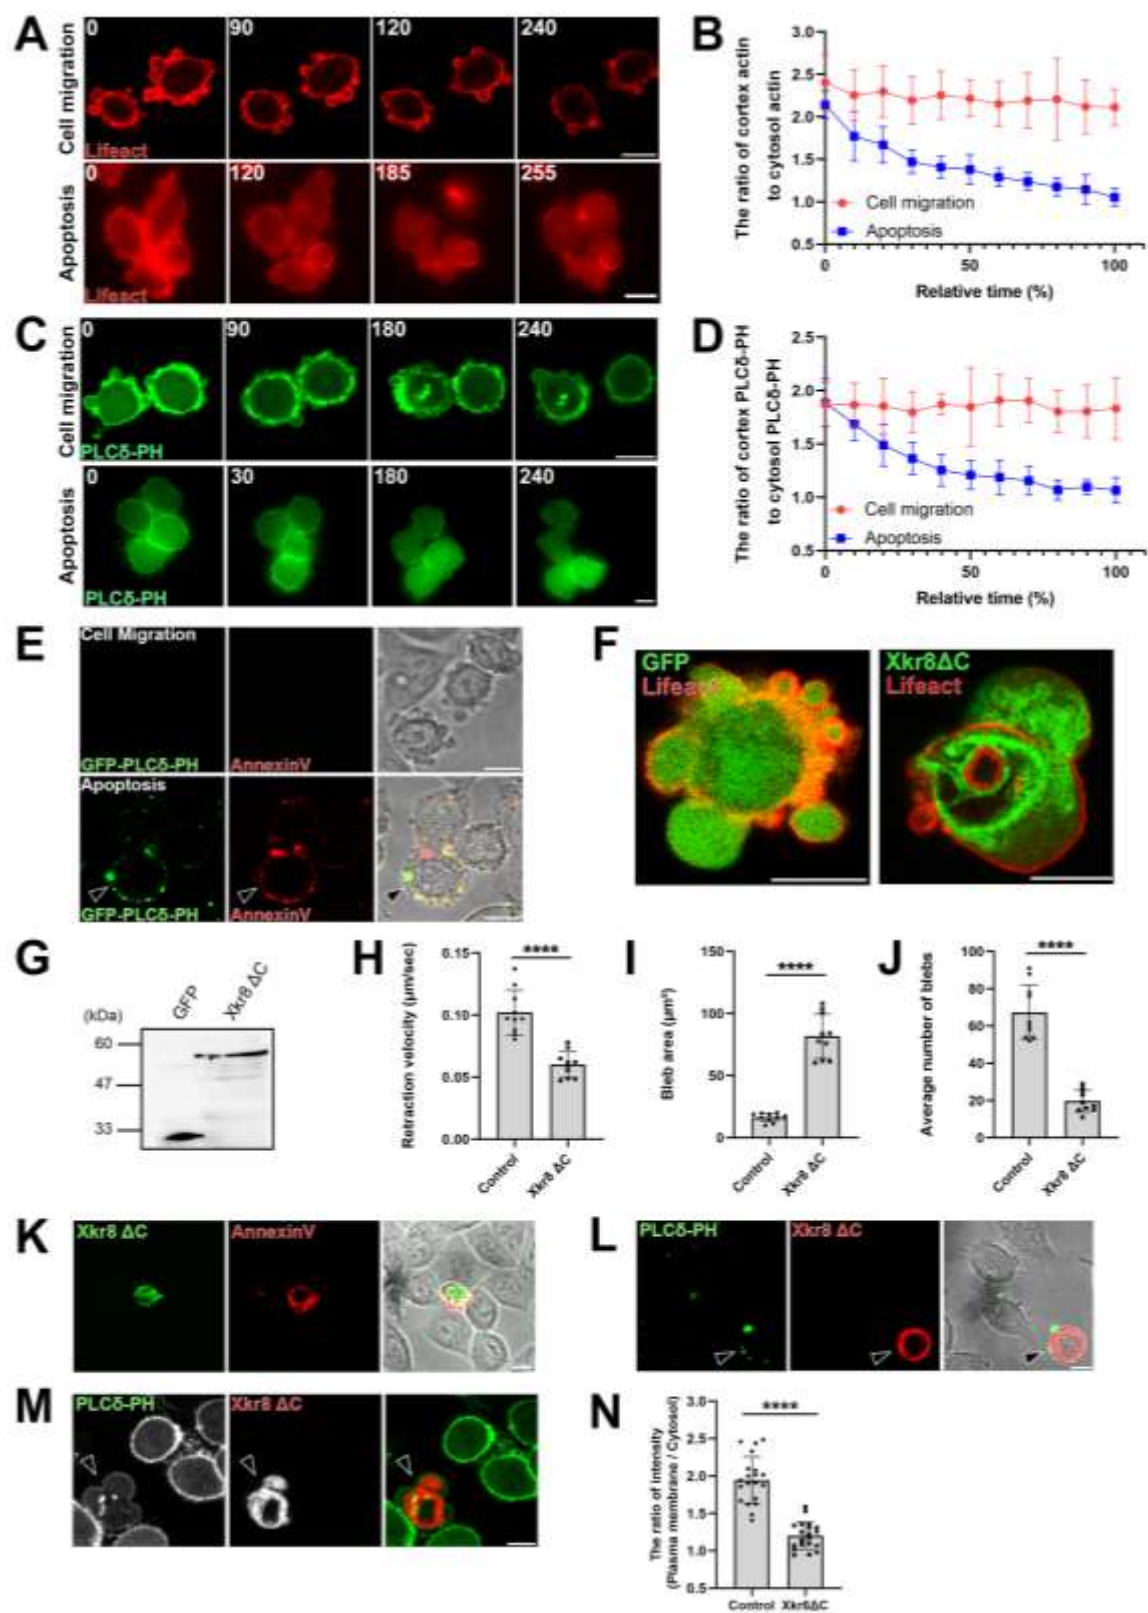 A
Cell migration
0
90
120
240
Lifeact
Apoptosis
0
120
185
255
Lifeact
B
The ratio of cortex actin
to cytosol actin
3.0
2.5
2.0
1.5
1.0
0.5
Cell migration
Apoptosis
0
50
100
Relative time (%)
C
Cell migration
0
90
180
240
PLCδ-PH
Apoptosis
0
30
180
240
PLCδ-PH
D
The ratio of cortex PLCδ-PH
to cytosol PLCδ-PH
2.5
2.0
1.5
1.0
0.5
Cell migration
Apoptosis
0
50
100
Relative time (%)
E
Cell Migration
GFP-PLCδ-PH
AnnexinV
Apoptosis
GFP-PLCδ-PH
AnnexinV
F
GFP
Lifeact
Xkr8ΔC
Lifeact
G
GFP
Xkr8 ΔC
(kDa)
60
47
33
H
Retraction velocity (μm/sec)
0.15
0.10
0.05
0.00
****
Control
Xkr8 ΔC
I
Bleb area (μm²)
150
100
50
0
****
Control
Xkr8 ΔC
J
Average number of blebs
100
80
60
40
20
0
****
Control
Xkr8 ΔC
K
Xkr8 ΔC
AnnexinV
L
PLCδ-PH
Xkr8 ΔC
M
PLCδ-PH
Xkr8 ΔC
N
The ratio of intensity
(Plasma membrane / Cytosol)
3.0
2.5
2.0
1.5
1.0
0.5
****
Control
Xkr8ΔC